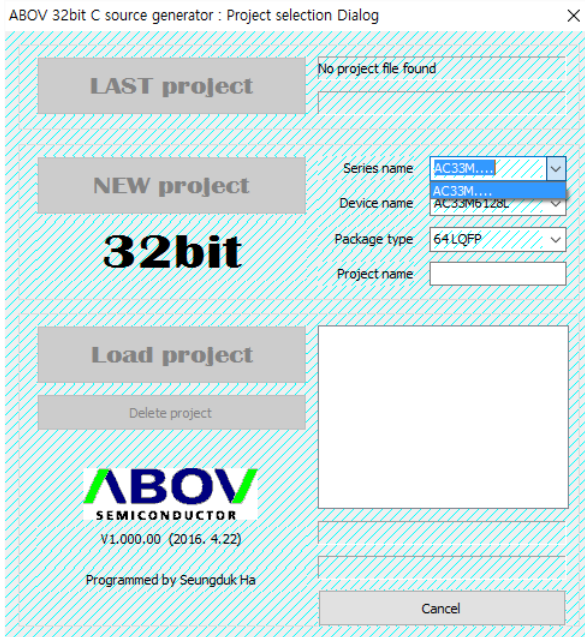 ABOV 32bit C source generator : Project selection Dialog
LAST project
No project file found
NEW project
32bit
Series name AC33M....
AC33M....
Device name AC33M6128L
Package type 64 LQFP
Project name
Load project
Delete project
ABOV
SEMICONDUCTOR
V1.000.00 (2016. 4.22)
Programmed by Seungduk Ha
Cancel